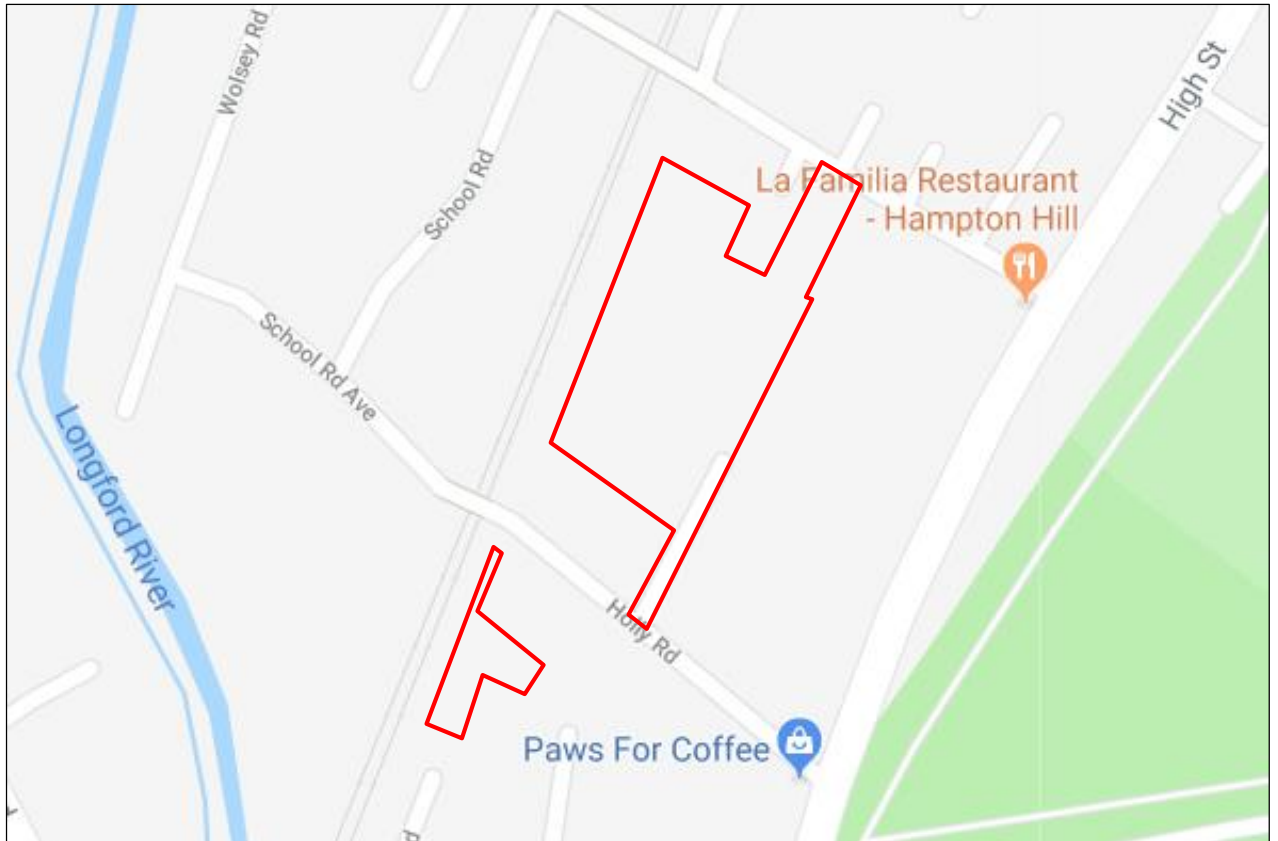 Wolsey Rd
High St
School Rd
La Familia Restaurant
- Hampton Hill
School Rd Ave
Longford River
Holly Rd
Paws For Coffee